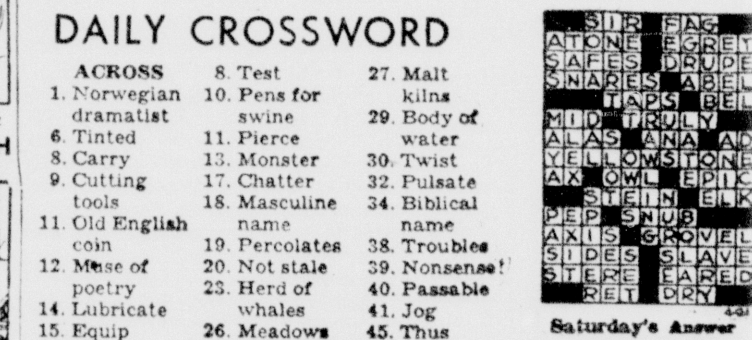 DAILY CROSSWORD
ACROSS
1. Norwegian
dramatist
6. Tinted
8. Carry
9. Cutting
tools
11. Old English
coin
12. Muse of
poetry
14. Lubricate
15. Equip
8. Test
10. Pens for
swine
11. Pierce
13. Monster
17. Chatter
18. Masculine
name
19. Percolates
20. Not stale
23. Herd of
whales
26. Meadows
27. Malt
kilns
29. Body of
water
30. Twist
32. Pulsate
34. Biblical
name
38. Troubles
39. Nonsense!
40. Passable
41. Jog
45. Thus
SIR FAG
ATONE EGRET
SAFES DRUPE
SNARES ABEL
TAPS BEL
MID TRULY
ALAS ANA AD
YELLOWSTONE
AX OWL EPIC
STEIN ELK
PEP SNUB
AXIS GROVEL
SIDES SLAVE
STERE EARED
RET DRY
Saturday's Answer